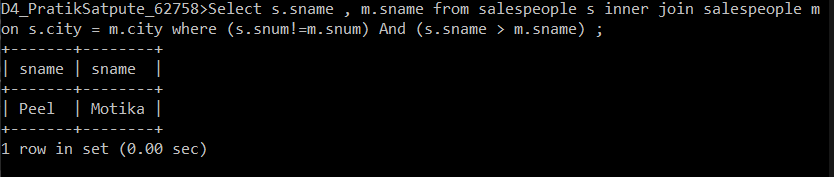 D4_PratikSatpute_62758>Select s.sname , m.sname from salespeople s inner join salespeople m
on s.city = m.city where (s.snum!=m.snum) And (s.sname > m.sname) ;
+-------+--------+
| sname | sname  |
+-------+--------+
| Peel  | Motika |
+-------+--------+
1 row in set (0.00 sec)